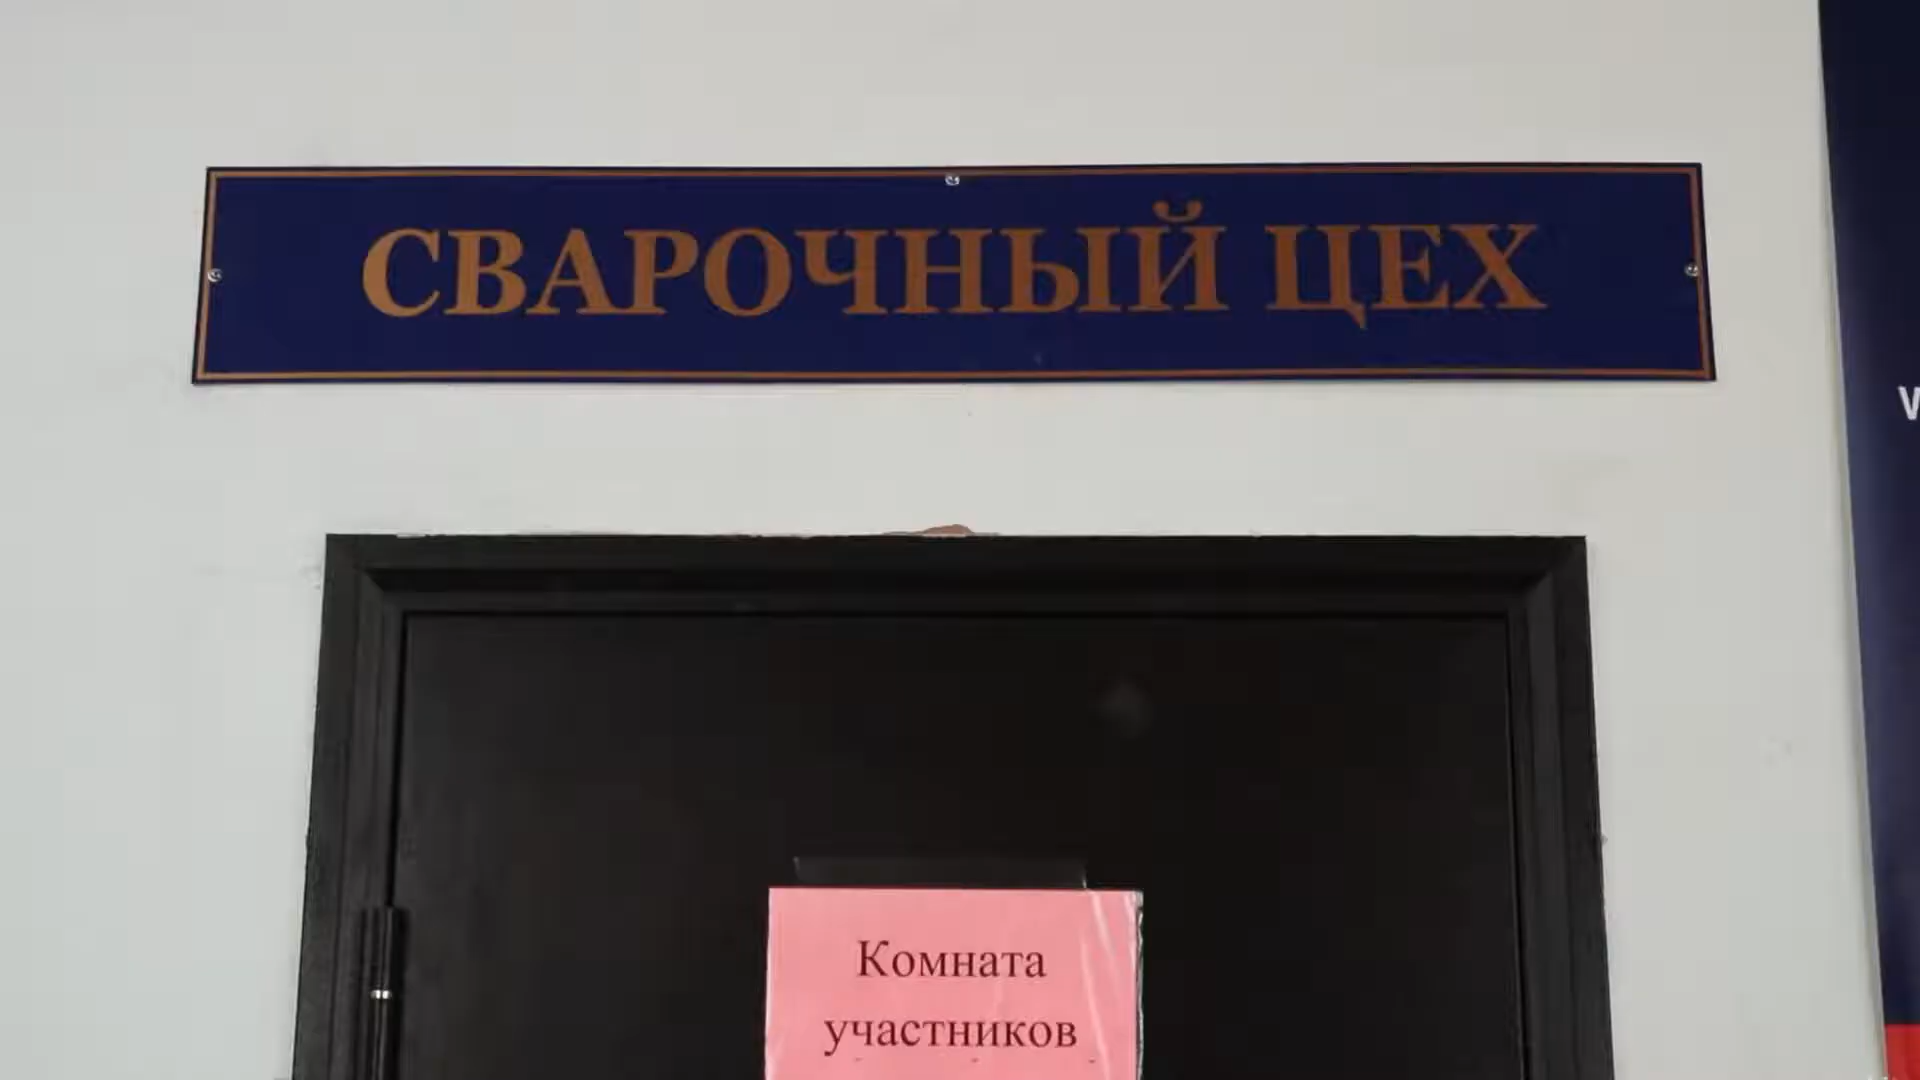 СВАРОЧНЫЙ ЦЕХ
Комната
участников